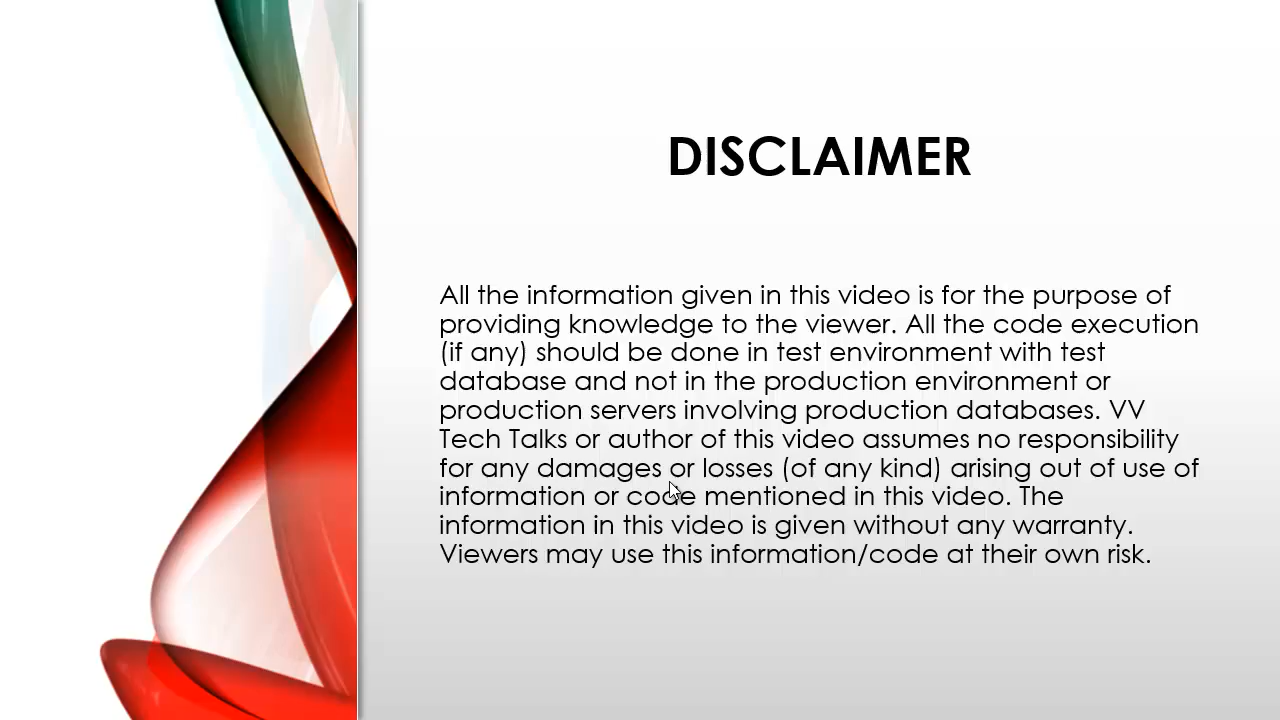 DISCLAIMER
All the information given in this video is for the purpose of
providing knowledge to the viewer. All the code execution
(if any) should be done in test environment with test
database and not in the production environment or
production servers involving production databases. VV
Tech Talks or author of this video assumes no responsibility
for any damages or losses (of any kind) arising out of use of
information or code mentioned in this video. The
information in this video is given without any warranty.
Viewers may use this information/code at their own risk.